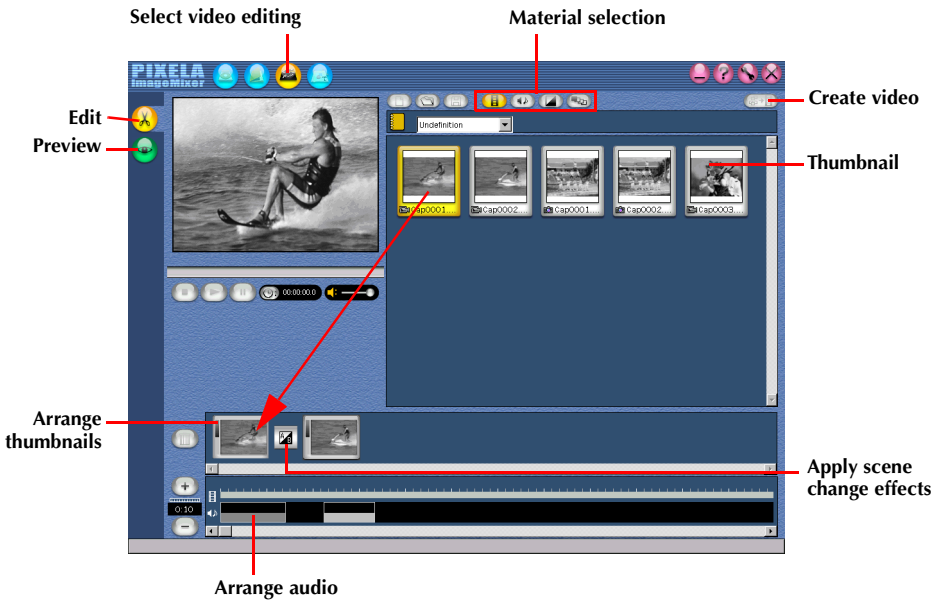 Select video editing
Material selection
PIXELA
ImageMixer
Edit
Create video
Undefinition
Preview
Thumbnail
Cap0001...
Cap0002...
Cap0001...
Cap0002...
Cap0003...
00:00:00.0
Arrange
thumbnails
A
B
Apply scene
change effects
0:10
Arrange audio